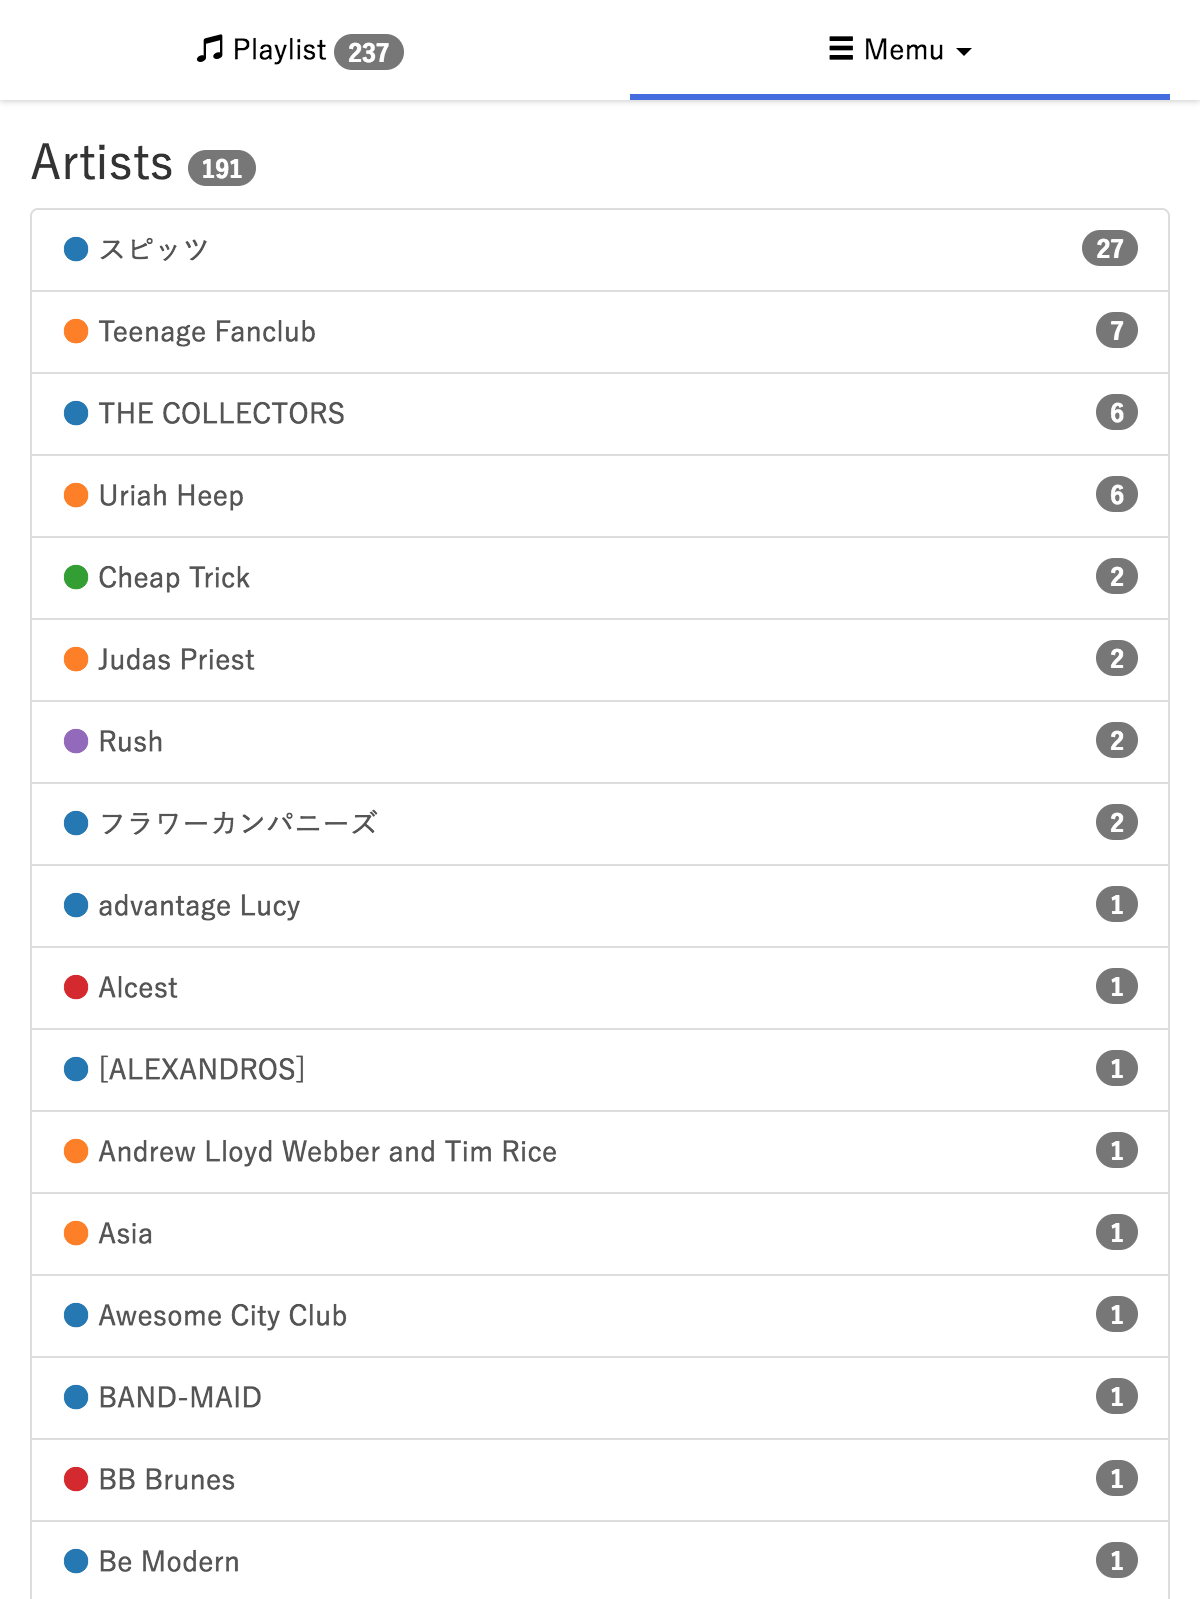 Playlist 237
Memu
Artists 191
スピッツ 27
Teenage Fanclub 7
THE COLLECTORS 6
Uriah Heep 6
Cheap Trick 2
Judas Priest 2
Rush 2
フラワーカンパニーズ 2
advantage Lucy 1
Alcest 1
[ALEXANDROS] 1
Andrew Lloyd Webber and Tim Rice 1
Asia 1
Awesome City Club 1
BAND-MAID 1
BB Brunes 1
Be Modern 1